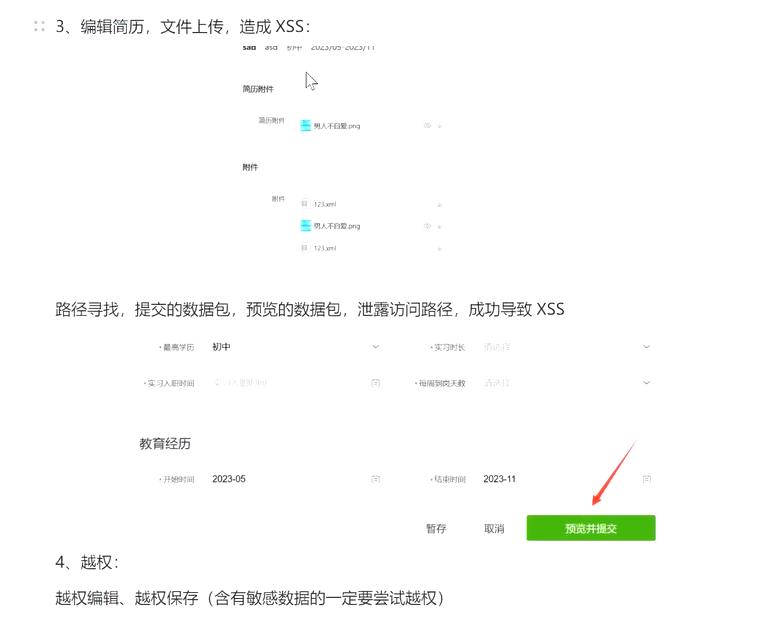 3、编辑简历，文件上传，造成 XSS：
sad asd 初中 2023/05-2023/11
简历附件
简历附件 男人不自爱.png
附件
附件 123.xml
男人不自爱.png
123.xml
路径寻找，提交的数据包，预览的数据包，泄露访问路径，成功导致 XSS
最高学历 初中 实习时长 请选择
实习入职时间 每周到岗天数 请选择
教育经历
开始时间 2023-05 结束时间 2023-11
暂存 取消 预览并提交
4、越权：
越权编辑、越权保存（含有敏感数据的一定要尝试越权）